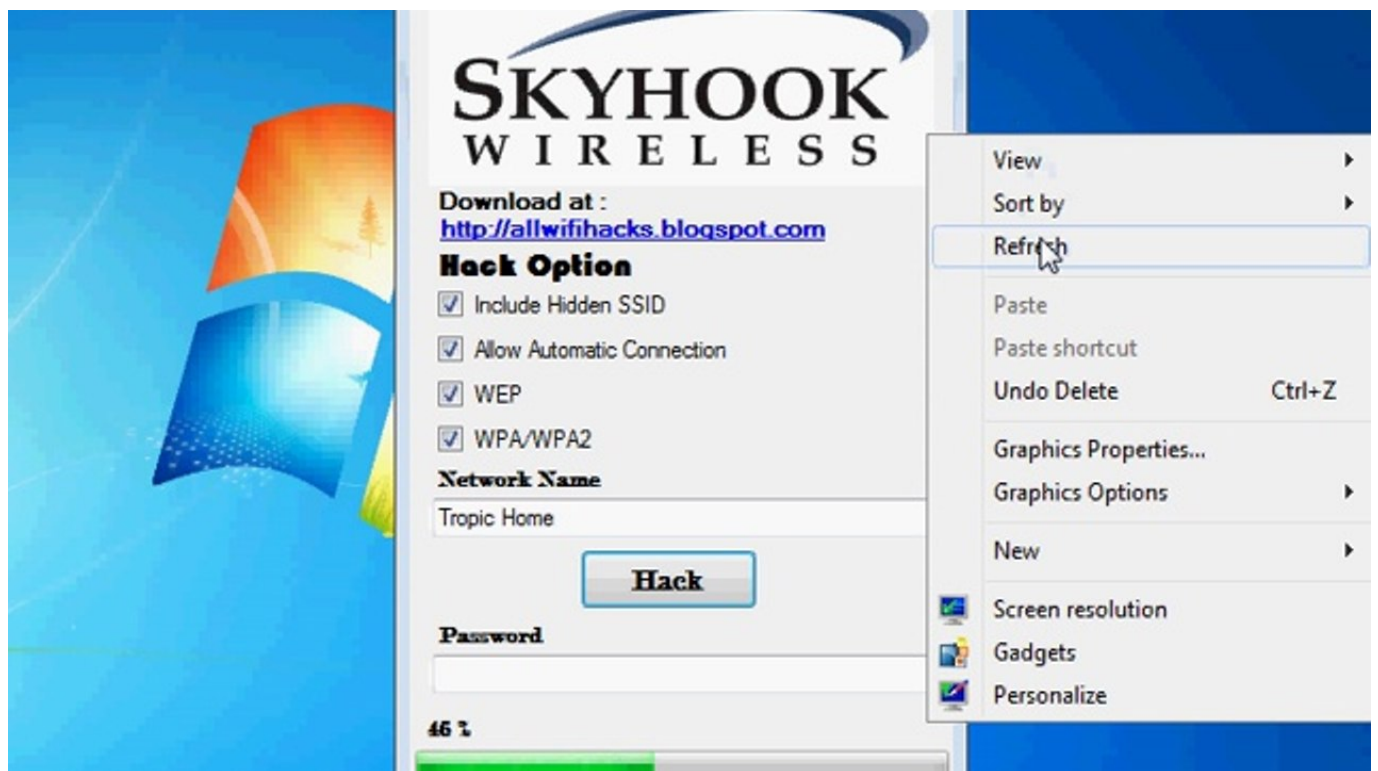 SKYHOOK
WIRELESS
Download at :
http://allwifihacks.blogspot.com
Hack Option
Include Hidden SSID
Allow Automatic Connection
WEP
WPA/WPA2
Network Name
Tropic Home
Hack
Password
46 %
View
Sort by
Refresh
Paste
Paste shortcut
Undo Delete Ctrl+Z
Graphics Properties...
Graphics Options
New
Screen resolution
Gadgets
Personalize